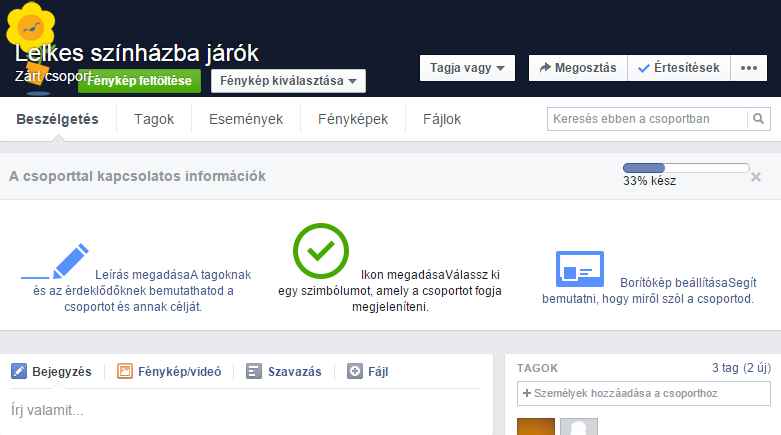 Lelkes színházba járók
Zárt csoport
Fénykép feltöltése
Fénykép kiválasztása
Tagja vagy
Megosztás
Értesítések
Beszélgetés
Tagok
Események
Fényképek
Fájlok
Keresés ebben a csoportban
A csoporttal kapcsolatos információk
33% kész
Leírás megadásaA tagoknak
és az érdeklődőknek bemutathatod a
csoportot és annak célját.
Ikon megadásaVálassz ki
egy szimbólumot, amely a csoportot fogja
megjeleníteni.
Borítókép beállításaSegít
bemutatni, hogy miről szól a csoportod.
Bejegyzés
Fénykép/videó
Szavazás
Fájl
Írj valamit...
TAGOK
3 tag (2 új)
+ Személyek hozzáadása a csoporthoz